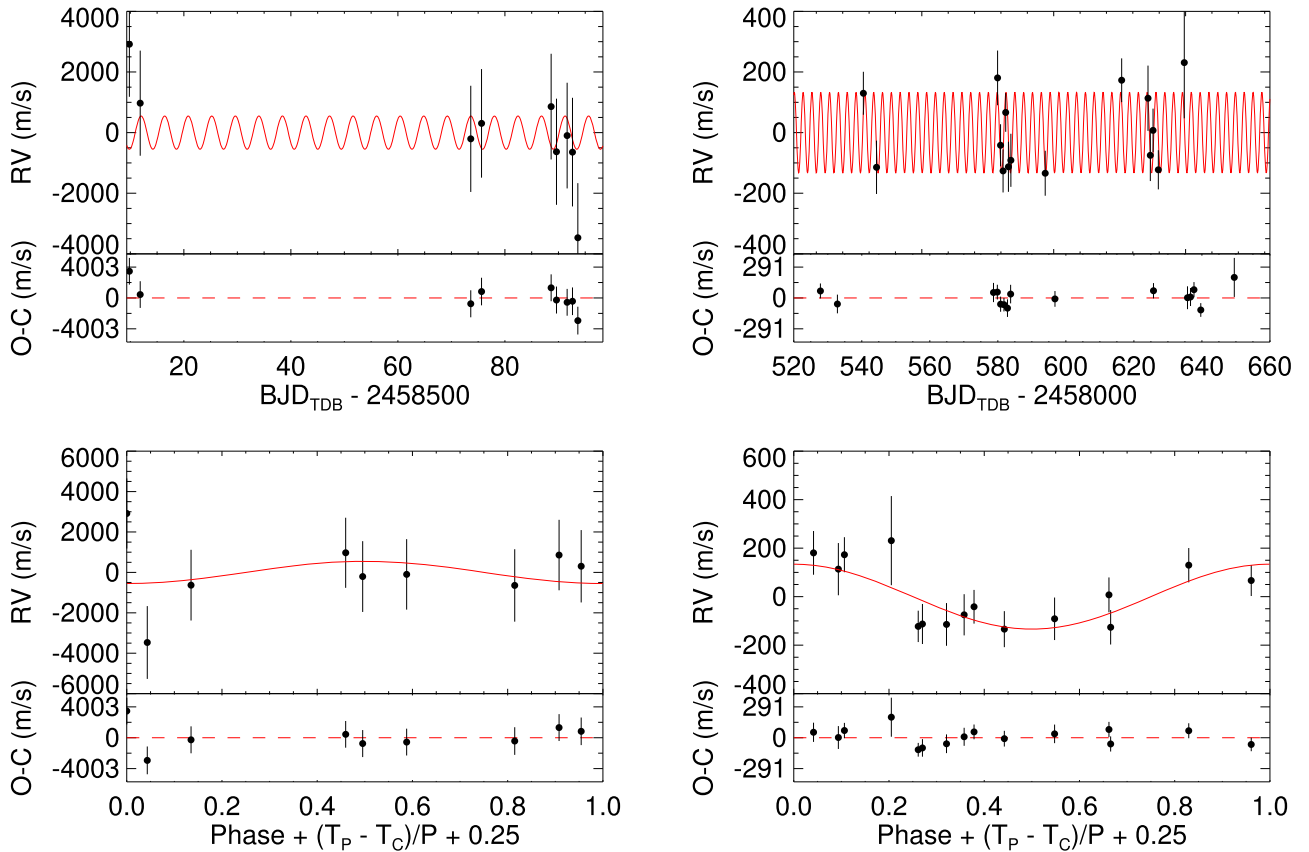 4000
2000
0
-2000
-4000
RV (m/s)
4003
0
-4003
O-C (m/s)
20 40 60 80
BJD_TDB - 2458500
400
200
0
-200
-400
RV (m/s)
291
0
-291
O-C (m/s)
520 540 560 580 600 620 640 660
BJD_TDB - 2458000
6000
4000
2000
0
-2000
-4000
-6000
RV (m/s)
4003
0
-4003
O-C (m/s)
0.0 0.2 0.4 0.6 0.8 1.0
Phase + (T_P - T_C)/P + 0.25
600
400
200
0
-200
-400
RV (m/s)
291
0
-291
O-C (m/s)
0.0 0.2 0.4 0.6 0.8 1.0
Phase + (T_P - T_C)/P + 0.25